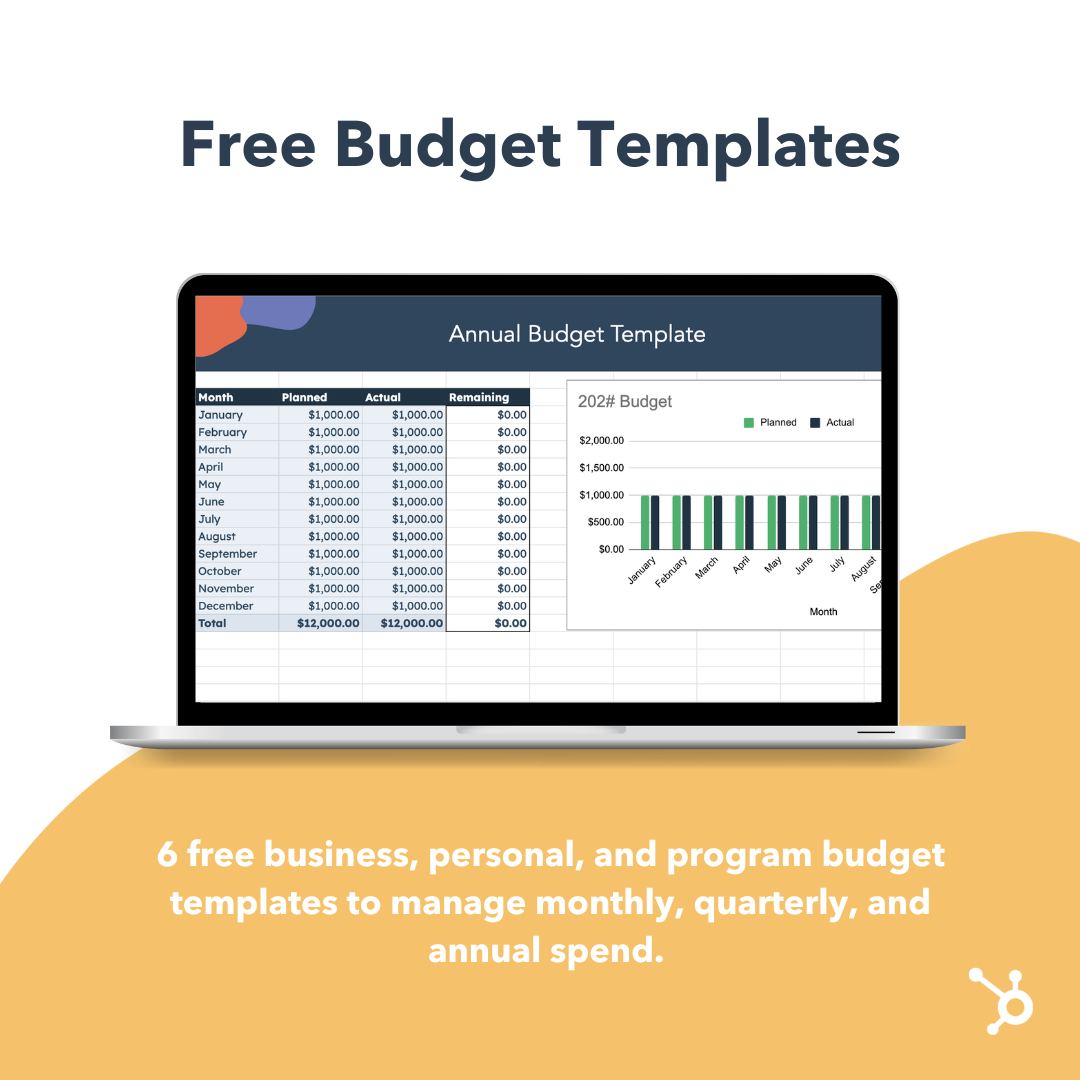 Free Budget Templates
Annual Budget Template
Month Planned Actual Remaining
January $1,000.00 $1,000.00 $0.00
February $1,000.00 $1,000.00 $0.00
March $1,000.00 $1,000.00 $0.00
April $1,000.00 $1,000.00 $0.00
May $1,000.00 $1,000.00 $0.00
June $1,000.00 $1,000.00 $0.00
July $1,000.00 $1,000.00 $0.00
August $1,000.00 $1,000.00 $0.00
September $1,000.00 $1,000.00 $0.00
October $1,000.00 $1,000.00 $0.00
November $1,000.00 $1,000.00 $0.00
December $1,000.00 $1,000.00 $0.00
Total $12,000.00 $12,000.00 $0.00
202# Budget
Planned Actual
$2,000.00
$1,500.00
$1,000.00
$500.00
$0.00
January February March April May June July August Sep
Month
6 free business, personal, and program budget
templates to manage monthly, quarterly, and
annual spend.